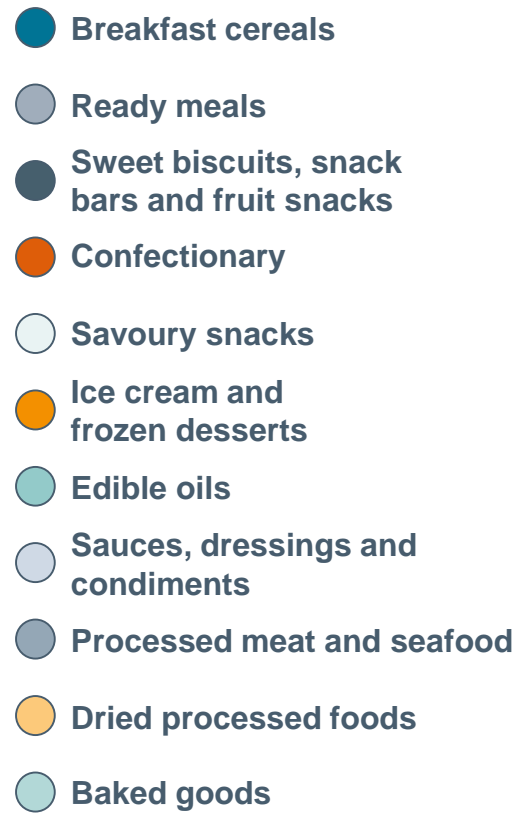 Breakfast cereals
Ready meals
Sweet biscuits, snack
bars and fruit snacks
Confectionary
Savoury snacks
Ice cream and
frozen desserts
Edible oils
Sauces, dressings and
condiments
Processed meat and seafood
Dried processed foods
Baked goods